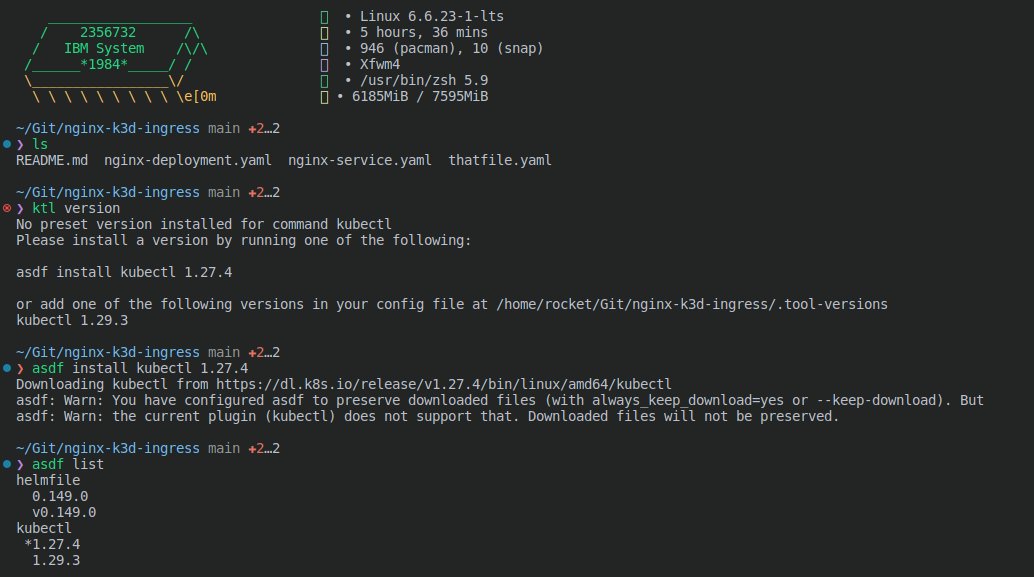 __________________ • Linux 6.6.23-1-lts
/ 2356732 /\ • 5 hours, 36 mins
/ IBM System /\/\ • 946 (pacman), 10 (snap)
/______*1984*_____/ / • Xfwm4
\_________________\/ • /usr/bin/zsh 5.9
\ \ \ \ \ \ \ \ \ \e[0m • 6185MiB / 7595MiB
~/Git/nginx-k3d-ingress main +2…2
❯ ls
README.md nginx-deployment.yaml nginx-service.yaml thatfile.yaml
~/Git/nginx-k3d-ingress main +2…2
❯ ktl version
No preset version installed for command kubectl
Please install a version by running one of the following:
asdf install kubectl 1.27.4
or add one of the following versions in your config file at /home/rocket/Git/nginx-k3d-ingress/.tool-versions
kubectl 1.29.3
~/Git/nginx-k3d-ingress main +2…2
❯ asdf install kubectl 1.27.4
Downloading kubectl from https://dl.k8s.io/release/v1.27.4/bin/linux/amd64/kubectl
asdf: Warn: You have configured asdf to preserve downloaded files (with always_keep_download=yes or --keep-download). But
asdf: Warn: the current plugin (kubectl) does not support that. Downloaded files will not be preserved.
~/Git/nginx-k3d-ingress main +2…2
❯ asdf list
helmfile
0.149.0
v0.149.0
kubectl
*1.27.4
1.29.3